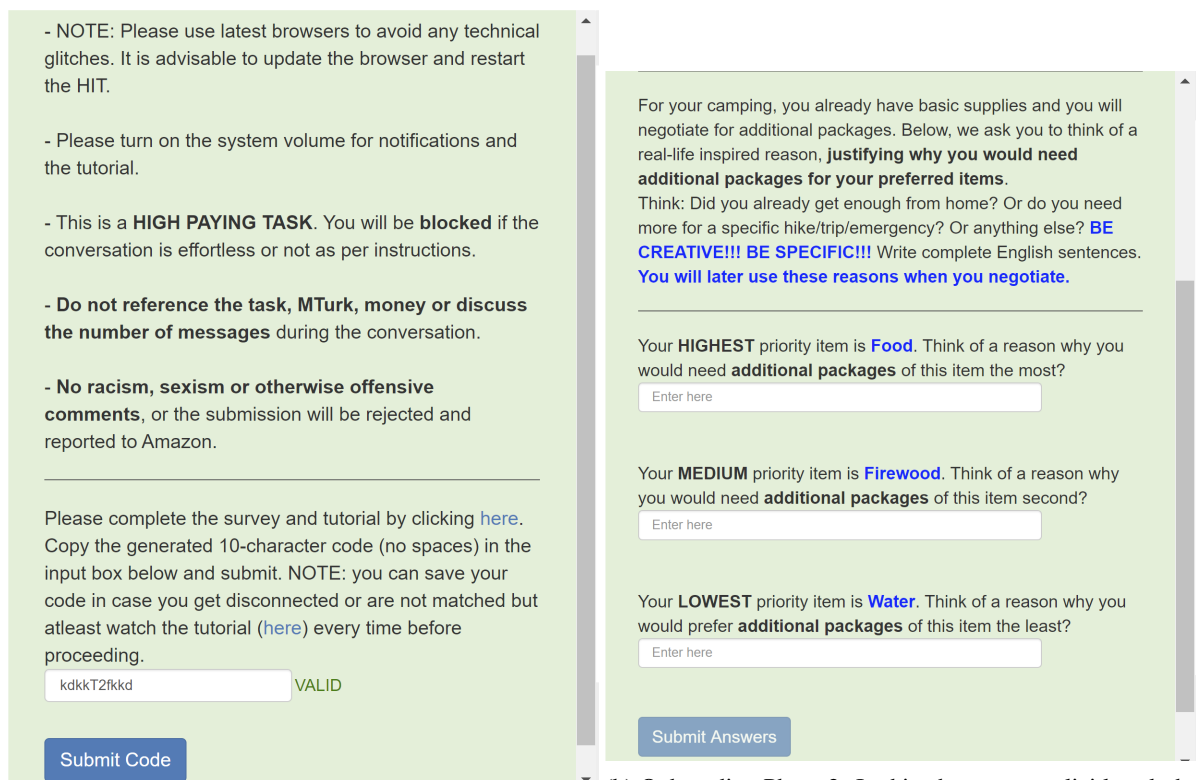 - NOTE: Please use latest browsers to avoid any technical
glitches. It is advisable to update the browser and restart
the HIT.
- Please turn on the system volume for notifications and
the tutorial.
- This is a HIGH PAYING TASK. You will be blocked if the
conversation is effortless or not as per instructions.
- Do not reference the task, MTurk, money or discuss
the number of messages during the conversation.
- No racism, sexism or otherwise offensive
comments, or the submission will be rejected and
reported to Amazon.
Please complete the survey and tutorial by clicking here.
Copy the generated 10-character code (no spaces) in the
input box below and submit. NOTE: you can save your
code in case you get disconnected or are not matched but
atleast watch the tutorial (here) every time before
proceeding.
kdkkT2fkkd VALID
Submit Code
For your camping, you already have basic supplies and you will
negotiate for additional packages. Below, we ask you to think of a
real-life inspired reason, justifying why you would need
additional packages for your preferred items.
Think: Did you already get enough from home? Or do you need
more for a specific hike/trip/emergency? Or anything else? BE
CREATIVE!!! BE SPECIFIC!!! Write complete English sentences.
You will later use these reasons when you negotiate.
Your HIGHEST priority item is Food. Think of a reason why you
would need additional packages of this item the most?
Enter here
Your MEDIUM priority item is Firewood. Think of a reason why
you would need additional packages of this item second?
Enter here
Your LOWEST priority item is Water. Think of a reason why you
would prefer additional packages of this item the least?
Enter here
Submit Answers